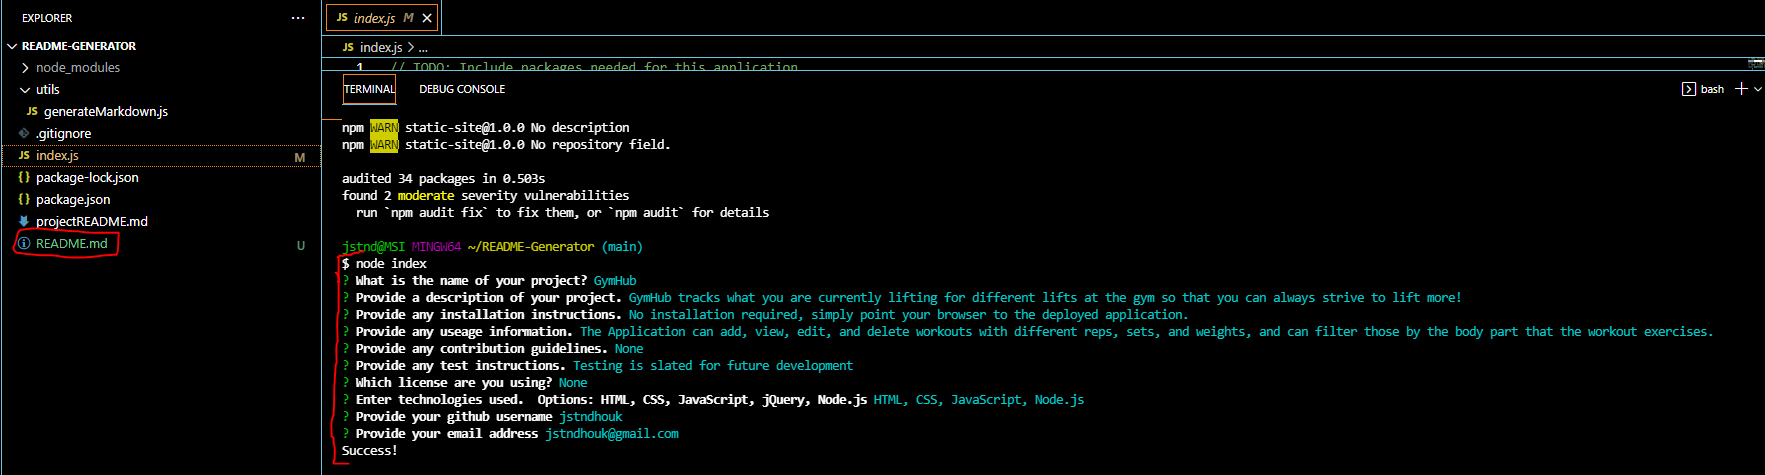 EXPLORER
···
README-GENERATOR
node_modules
utils
JS generateMarkdown.js
.gitignore
JS index.js M
{} package-lock.json
{} package.json
projectREADME.md
README.md U
JS index.js M
JS index.js > ...
1 // TODO: Include packages needed for this application
TERMINAL DEBUG CONSOLE
bash
npm WARN static-site@1.0.0 No description
npm WARN static-site@1.0.0 No repository field.
audited 34 packages in 0.503s
found 2 moderate severity vulnerabilities
run `npm audit fix` to fix them, or `npm audit` for details
jstnd@MSI MINGW64 ~/README-Generator (main)
$ node index
? What is the name of your project? GymHub
? Provide a description of your project. GymHub tracks what you are currently lifting for different lifts at the gym so that you can always strive to lift more!
? Provide any installation instructions. No installation required, simply point your browser to the deployed application.
? Provide any useage information. The Application can add, view, edit, and delete workouts with different reps, sets, and weights, and can filter those by the body part that the workout exercises.
? Provide any contribution guidelines. None
? Provide any test instructions. Testing is slated for future development
? Which license are you using? None
? Enter technologies used.  Options: HTML, CSS, JavaScript, jQuery, Node.js HTML, CSS, JavaScript, Node.js
? Provide your github username jstndhouk
? Provide your email address jstndhouk@gmail.com
Success!